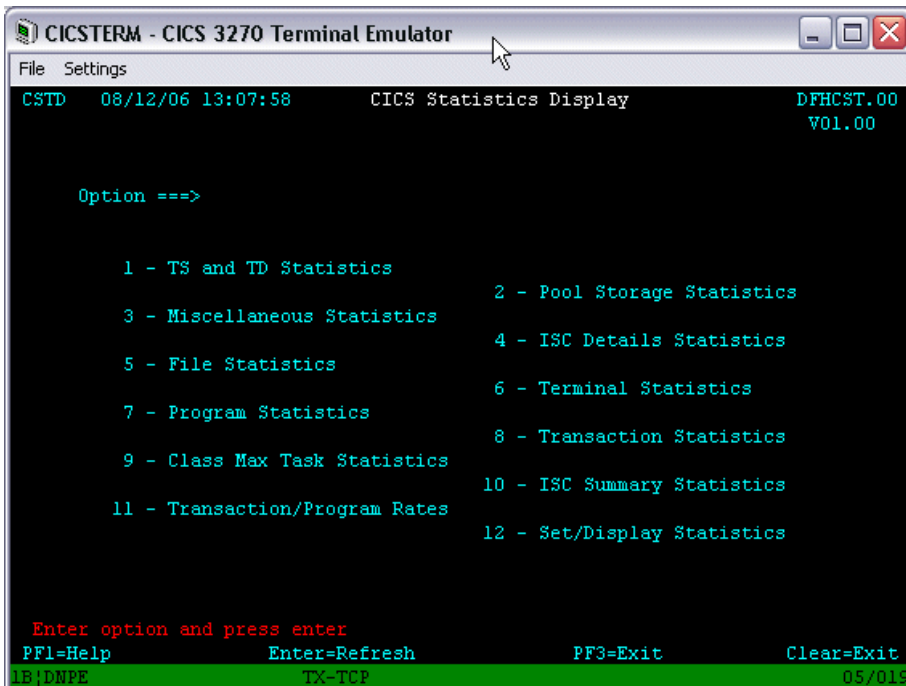 CICSTERM - CICS 3270 Terminal Emulator
File Settings
CSTD 08/12/06 13:07:58 CICS Statistics Display DFHCST.00
V01.00
Option ===>
1 - TS and TD Statistics
2 - Pool Storage Statistics
3 - Miscellaneous Statistics
4 - ISC Details Statistics
5 - File Statistics
6 - Terminal Statistics
7 - Program Statistics
8 - Transaction Statistics
9 - Class Max Task Statistics
10 - ISC Summary Statistics
11 - Transaction/Program Rates
12 - Set/Display Statistics
Enter option and press enter
PF1=Help Enter=Refresh PF3=Exit Clear=Exit
1B¦DNPE TX-TCP 05/019